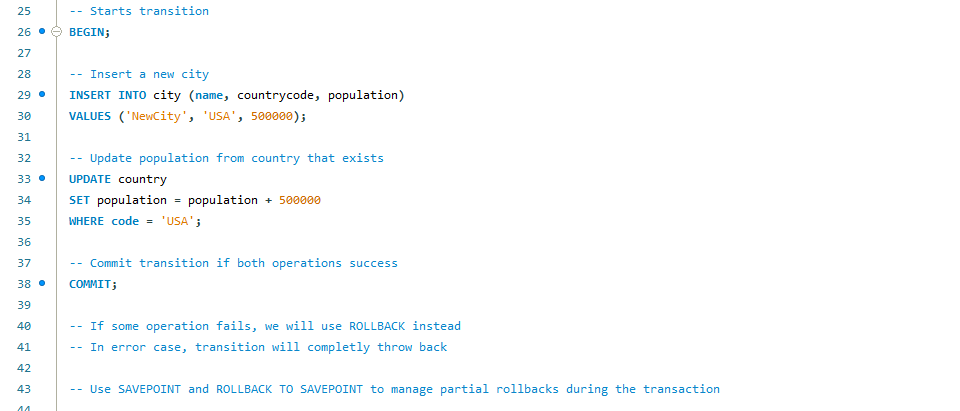 25 -- Starts transition
26 BEGIN;
27
28 -- Insert a new city
29 INSERT INTO city (name, countrycode, population)
30 VALUES ('NewCity', 'USA', 500000);
31
32 -- Update population from country that exists
33 UPDATE country
34 SET population = population + 500000
35 WHERE code = 'USA';
36
37 -- Commit transition if both operations success
38 COMMIT;
39
40 -- If some operation fails, we will use ROLLBACK instead
41 -- In error case, transition will completly throw back
42
43 -- Use SAVEPOINT and ROLLBACK TO SAVEPOINT to manage partial rollbacks during the transaction
44